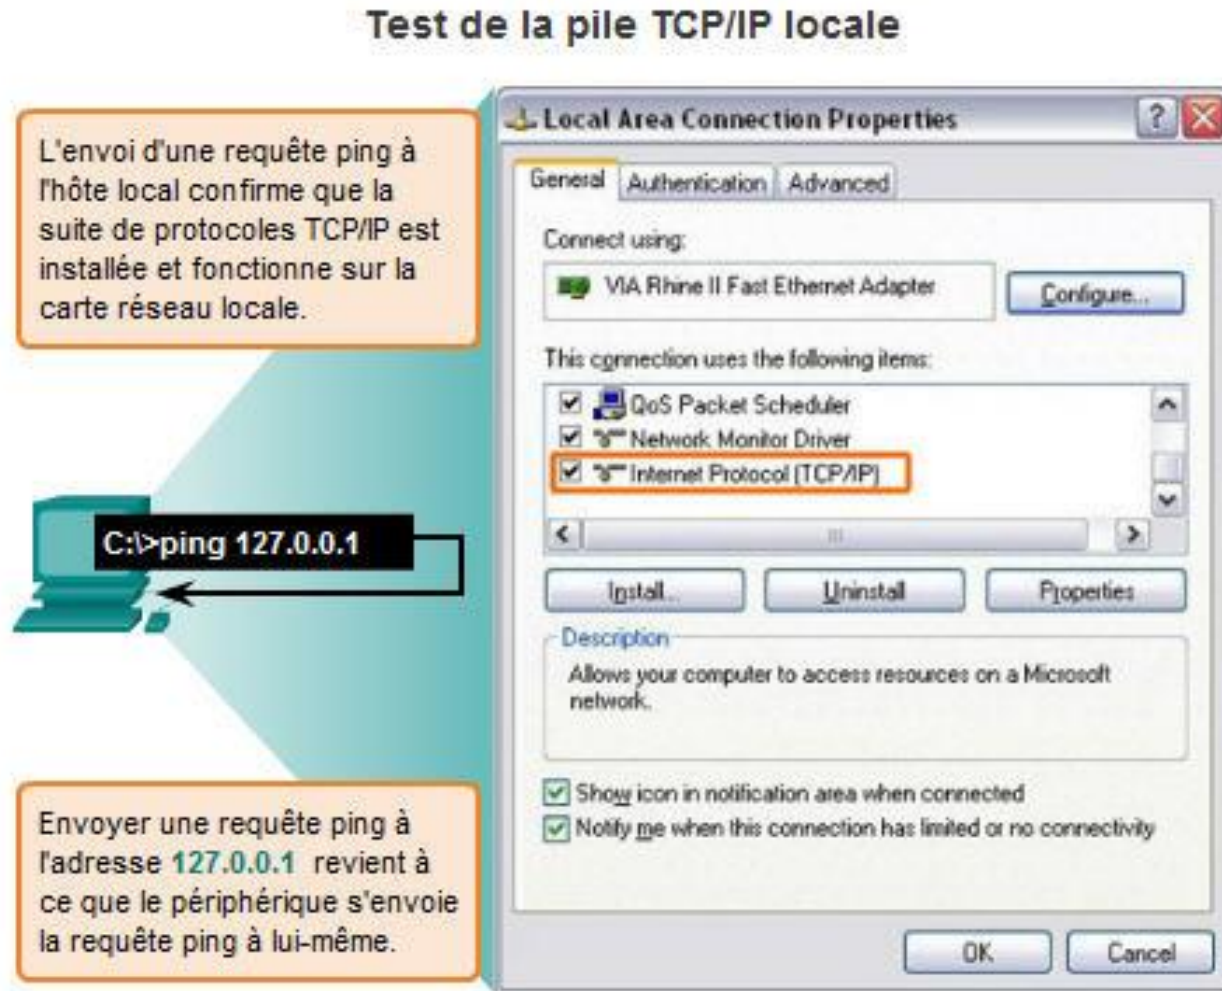 Test de la pile TCP/IP locale
L'envoi d'une requête ping à
l'hôte local confirme que la
suite de protocoles TCP/IP est
installée et fonctionne sur la
carte réseau locale.
C:\>ping 127.0.0.1
Envoyer une requête ping à
l'adresse 127.0.0.1 revient à
ce que le périphérique s'envoie
la requête ping à lui-même.
Local Area Connection Properties
General Authentication Advanced
Connect using:
VIA Rhine II Fast Ethernet Adapter
Configure...
This connection uses the following items:
QoS Packet Scheduler
Network Monitor Driver
Internet Protocol (TCP/IP)
Install... Uninstall Properties
Description
Allows your computer to access resources on a Microsoft
network.
Show icon in notification area when connected
Notify me when this connection has limited or no connectivity
OK Cancel